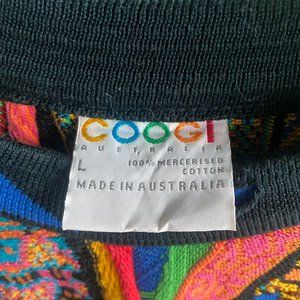 COOGI
AUSTRALIA
L 100% MERCERISED
COTTON
MADE IN AUSTRALIA